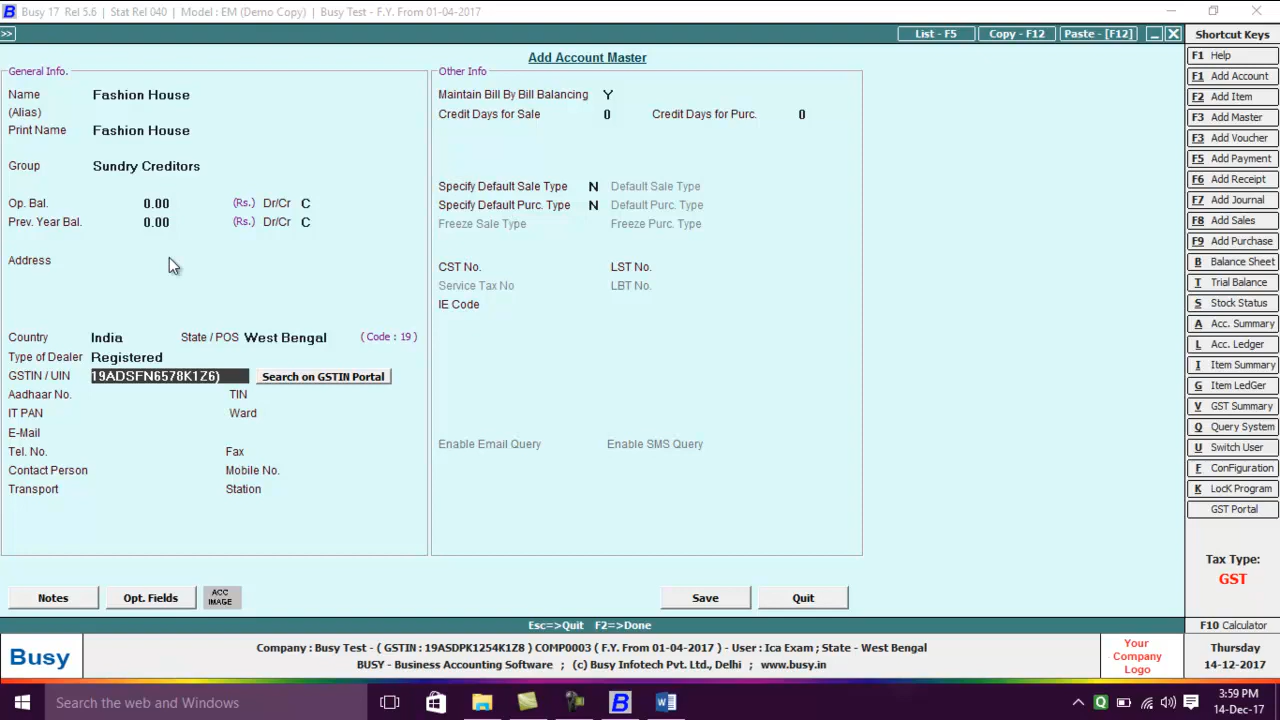 Busy 17 Rel 5.6 | Stat Rel 040 | Model : EM (Demo Copy) | Busy Test - F.Y. From 01-04-2017
>> List - F5 Copy - F12 Paste - [F12] Shortcut Keys
Add Account Master
General Info.
Name Fashion House
(Alias)
Print Name Fashion House
Group Sundry Creditors
Op. Bal. 0.00 (Rs.) Dr/Cr C
Prev. Year Bal. 0.00 (Rs.) Dr/Cr C
Address
Country India State / POS West Bengal ( Code : 19 )
Type of Dealer Registered
GSTIN / UIN 19ADSFN6578K1Z6) Search on GSTIN Portal
Aadhaar No. TIN
IT PAN Ward
E-Mail
Tel. No. Fax
Contact Person Mobile No.
Transport Station
Other Info
Maintain Bill By Bill Balancing Y
Credit Days for Sale 0 Credit Days for Purc. 0
Specify Default Sale Type N Default Sale Type
Specify Default Purc. Type N Default Purc. Type
Freeze Sale Type Freeze Purc. Type
CST No. LST No.
Service Tax No LBT No.
IE Code
Enable Email Query Enable SMS Query
Notes Opt. Fields ACC IMAGE Save Quit
Esc=>Quit F2=>Done
F1 Help
F1 Add Account
F2 Add Item
F3 Add Master
F3 Add Voucher
F5 Add Payment
F6 Add Receipt
F7 Add Journal
F8 Add Sales
F9 Add Purchase
B Balance Sheet
T Trial Balance
S Stock Status
A Acc. Summary
L Acc. Ledger
I Item Summary
G Item LedGer
V GST Summary
Q Query System
U Switch User
F ConFiguration
K LocK Program
GST Portal
Tax Type:
GST
F10 Calculator
Busy
Company : Busy Test - ( GSTIN : 19ASDPK1254K1Z8 ) COMP0003 ( F.Y. From 01-04-2017 ) - User : Ica Exam ; State - West Bengal
BUSY - Business Accounting Software ; (c) Busy Infotech Pvt. Ltd., Delhi ; www.busy.in
Your
Company
Logo
Thursday
14-12-2017
Search the web and Windows
3:59 PM
14-Dec-17